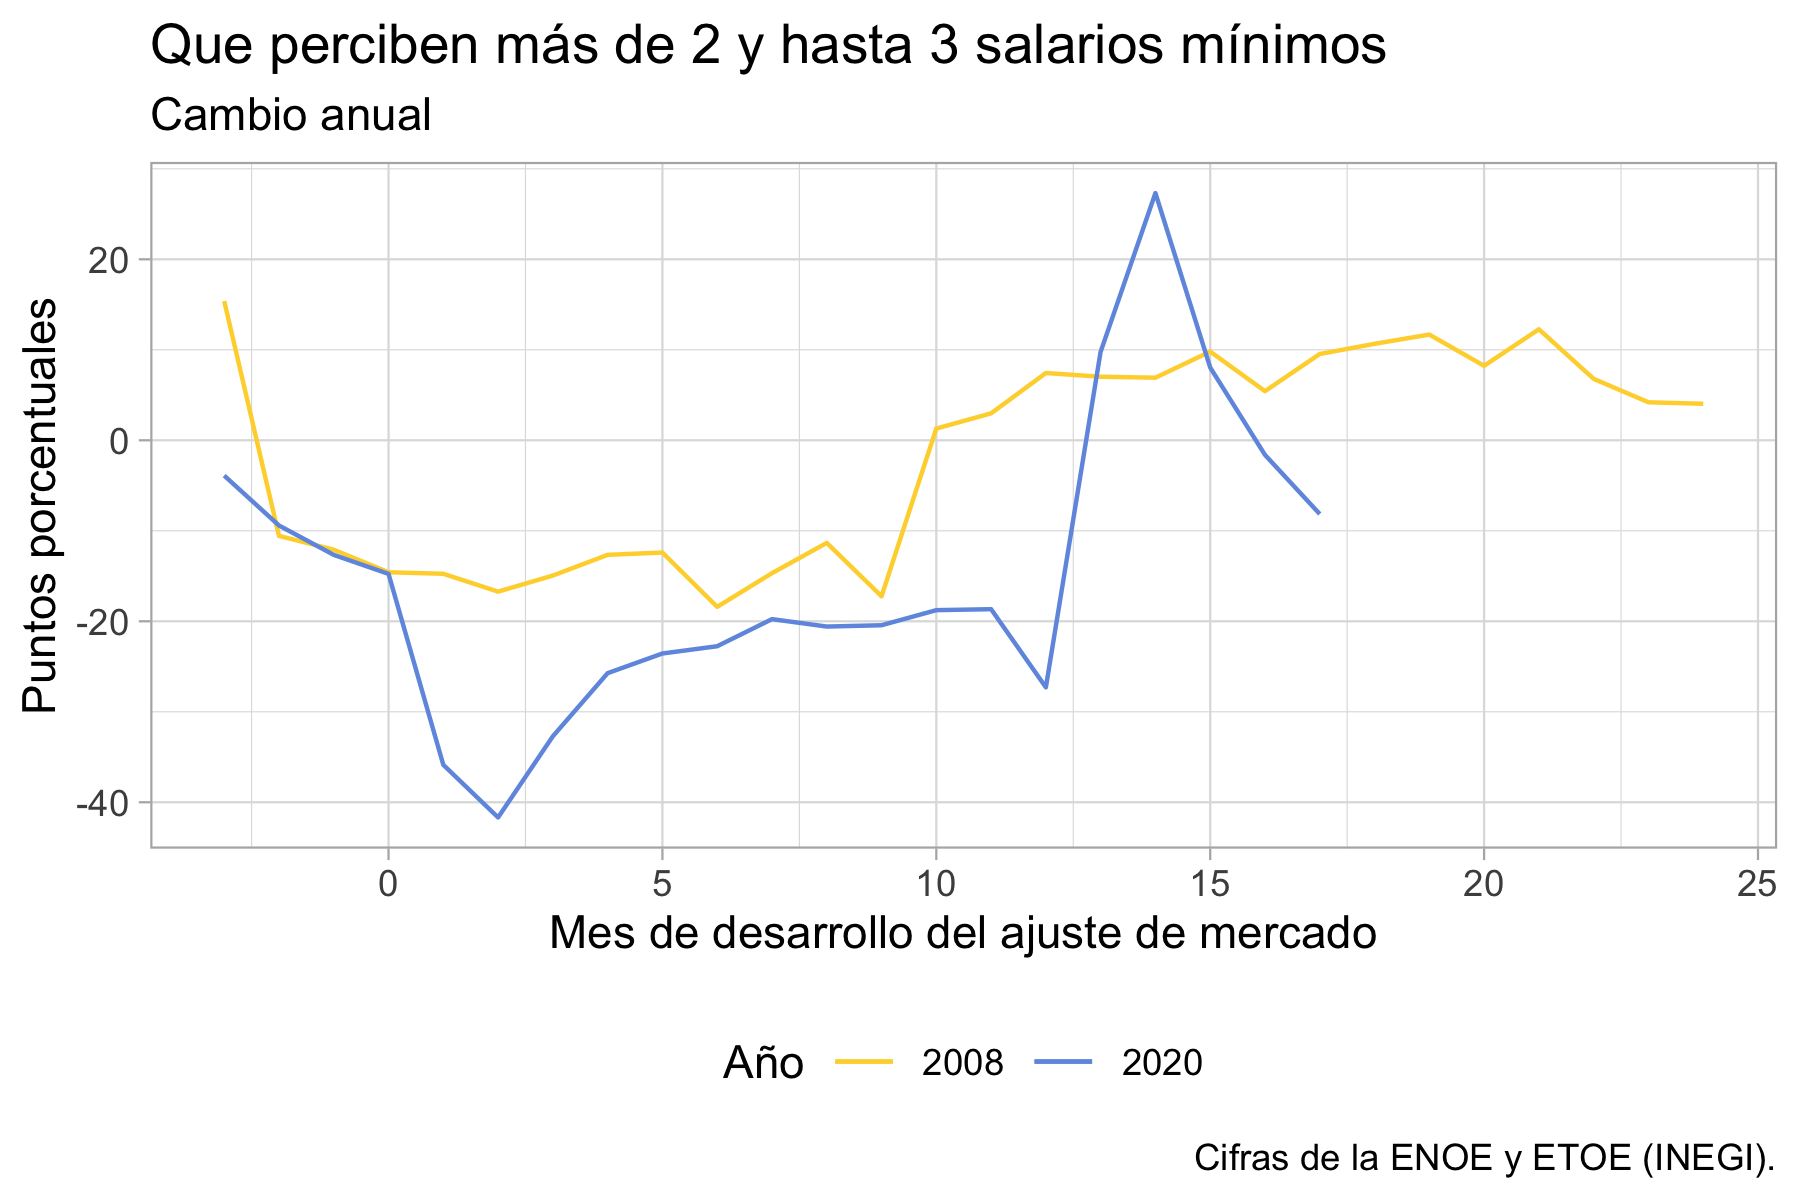 Que perciben más de 2 y hasta 3 salarios mínimos
Cambio anual
Puntos porcentuales
20
0
-20
-40
0 5 10 15 20 25
Mes de desarrollo del ajuste de mercado
Año 2008 2020
Cifras de la ENOE y ETOE (INEGI).